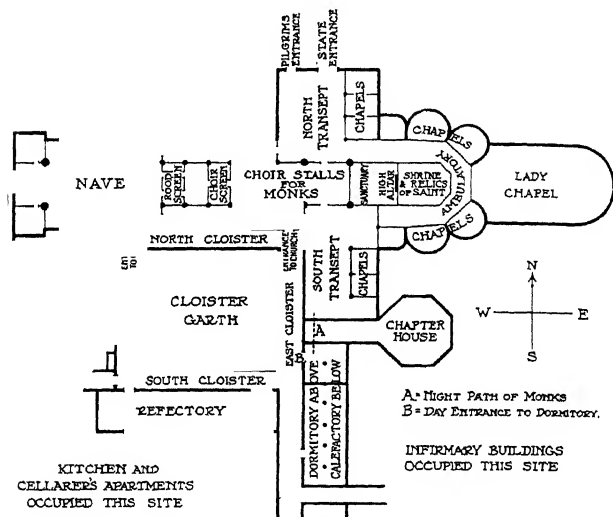 PILGRIMS
ENTRANCE
STATE
ENTRANCE
NORTH
TRANSEPT
CHAPELS
CHAPELS
NAVE
ROOD
SCREEN
CHOIR
SCREEN
CHOIR STALLS
FOR
MONKS
SANCTUARY
HIGH
ALTAR
SHRINE
& RELICS
OF SAINT
AMBULATORY
LADY
CHAPEL
NORTH CLOISTER
ENTRANCE
TO CHURCH
SOUTH
TRANSEPT
CHAPELS
CHAPELS
N
W
E
S
CLOISTER
GARTH
EAST CLOISTER
A
B
CHAPTER
HOUSE
SOUTH CLOISTER
REFECTORY
DORMITORY ABOVE
CALEFACTORY BELOW
A = NIGHT PATH OF MONKS
B = DAY ENTRANCE TO DORMITORY.
KITCHEN AND
CELLARER'S APARTMENTS
OCCUPIED THIS SITE
INFIRMARY BUILDINGS
OCCUPIED THIS SITE